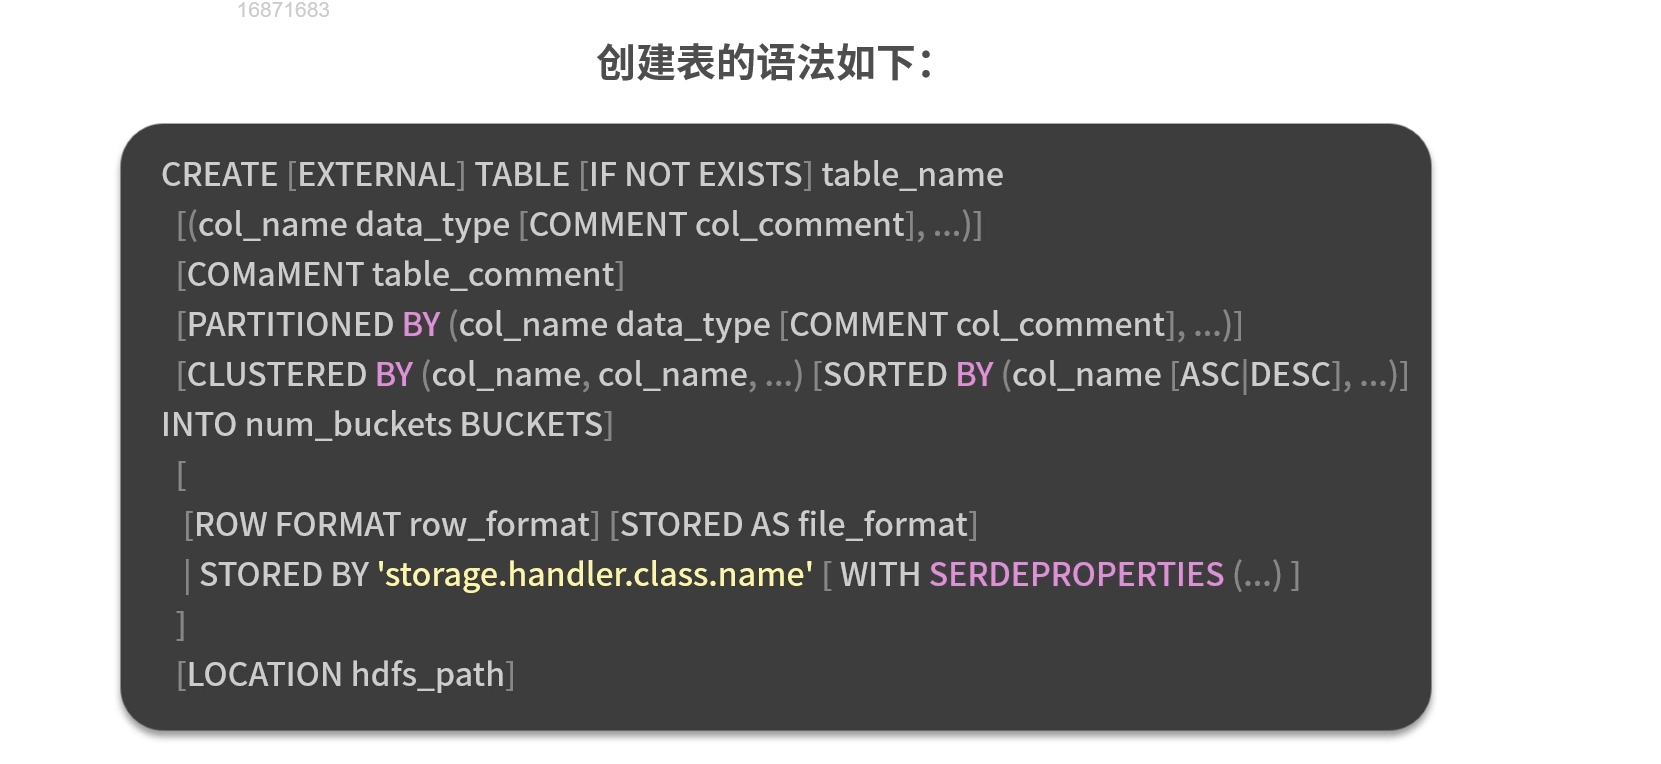 16871683
创建表的语法如下：
CREATE [EXTERNAL] TABLE [IF NOT EXISTS] table_name
[(col_name data_type [COMMENT col_comment], ...)]
[COMaMENT table_comment]
[PARTITIONED BY (col_name data_type [COMMENT col_comment], ...)]
[CLUSTERED BY (col_name, col_name, ...) [SORTED BY (col_name [ASC|DESC], ...)]
INTO num_buckets BUCKETS]
[
[ROW FORMAT row_format] [STORED AS file_format]
| STORED BY 'storage.handler.class.name' [ WITH SERDEPROPERTIES (...) ]
]
[LOCATION hdfs_path]